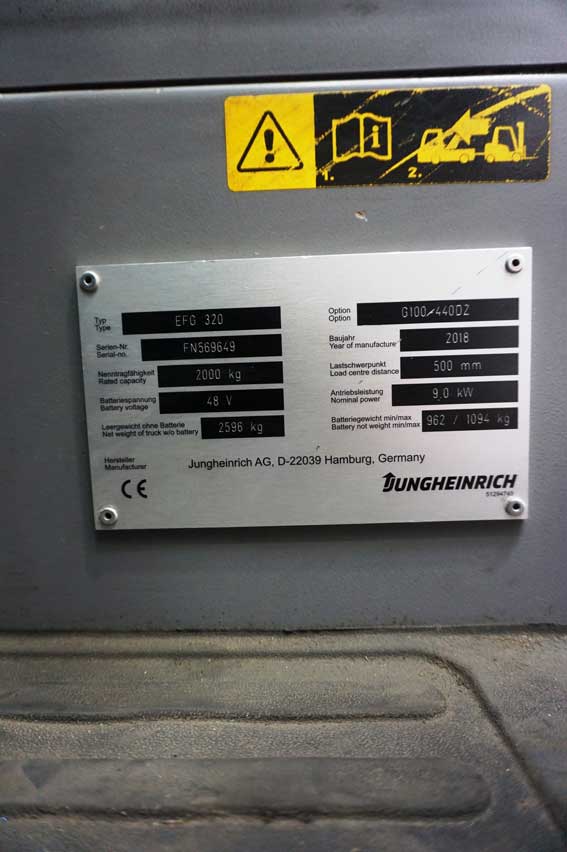 1.
2.
Typ
Type
EFG 320
Option
Option
G100/440DZ
Serien-Nr.
Serial-no.
FN569649
Baujahr
Year of manufacture
2018
Nenntragfähigkeit
Rated capacity
2000 kg
Lastschwerpunkt
Load centre distance
500 mm
Batteriespannung
Battery voltage
48 V
Antriebsleistung
Nominal power
9,0 kW
Leergewicht ohne Batterie
Net weight of truck w/o battery
2596 kg
Batteriegewicht min/max
Battery not weight min/max
962 / 1094 kg
Hersteller
Manufacturer
Jungheinrich AG, D-22039 Hamburg, Germany
CE
JUNGHEINRICH